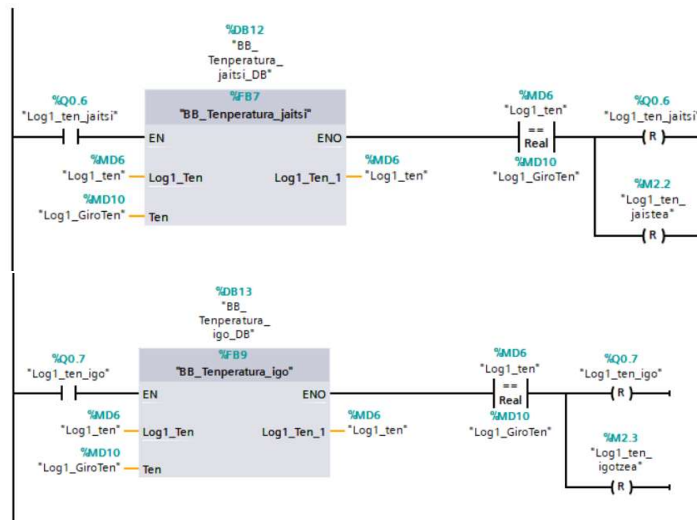 %DB12
"BB_
Tenperatura_
jaitsi_DB"
%Q0.6
"Log1_ten_jaitsi"
%FB7
"BB_Tenperatura_jaitsi"
%MD6
"Log1_ten"
%Q0.6
"Log1_ten_jaitsi"
EN
ENO
==
Real
R
%MD6
"Log1_ten"
Log1_Ten
Log1_Ten_1
%MD6
"Log1_ten"
%MD10
"Log1_GiroTen"
%MD10
"Log1_GiroTen"
Ten
%M2.2
"Log1_ten_
jaistea"
R
%DB13
"BB_
Tenperatura_
igo_DB"
%Q0.7
"Log1_ten_igo"
%FB9
"BB_Tenperatura_igo"
%MD6
"Log1_ten"
%Q0.7
"Log1_ten_igo"
EN
ENO
==
Real
R
%MD6
"Log1_ten"
Log1_Ten
Log1_Ten_1
%MD6
"Log1_ten"
%MD10
"Log1_GiroTen"
%MD10
"Log1_GiroTen"
Ten
%M2.3
"Log1_ten_
igotzea"
R